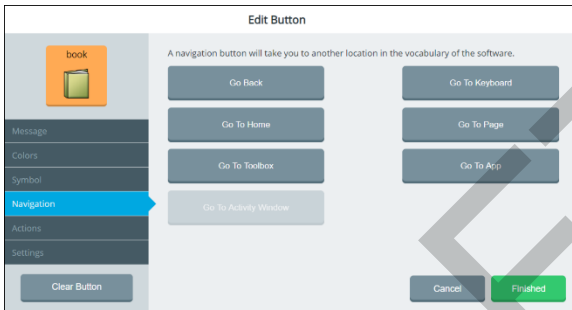 Edit Button
book
A navigation button will take you to another location in the vocabulary of the software.
Go Back
Go To Keyboard
Go To Home
Go To Page
Go To Toolbox
Go To App
Go To Activity Window
Message
Colors
Symbol
Navigation
Actions
Settings
Clear Button
Cancel
Finished